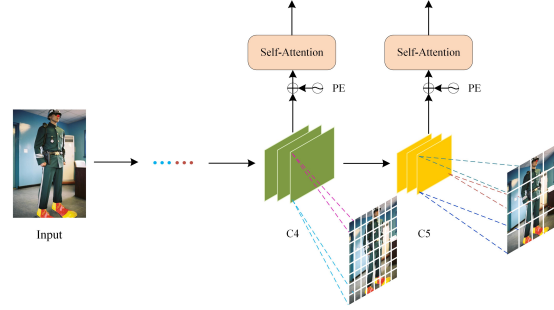 Self-Attention
Self-Attention
PE
PE
Input
C4
C5